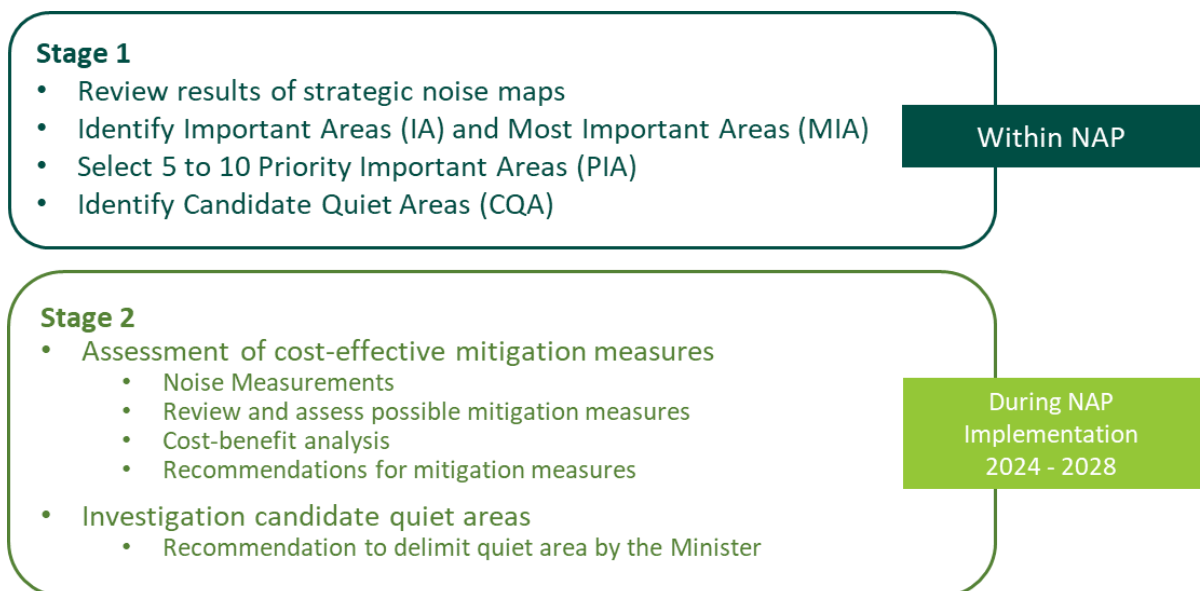 Stage 1
• Review results of strategic noise maps
• Identify Important Areas (IA) and Most Important Areas (MIA)
• Select 5 to 10 Priority Important Areas (PIA)
• Identify Candidate Quiet Areas (CQA)
Within NAP
Stage 2
• Assessment of cost-effective mitigation measures
• Noise Measurements
• Review and assess possible mitigation measures
• Cost-benefit analysis
• Recommendations for mitigation measures
• Investigation candidate quiet areas
• Recommendation to delimit quiet area by the Minister
During NAP
Implementation
2024 - 2028